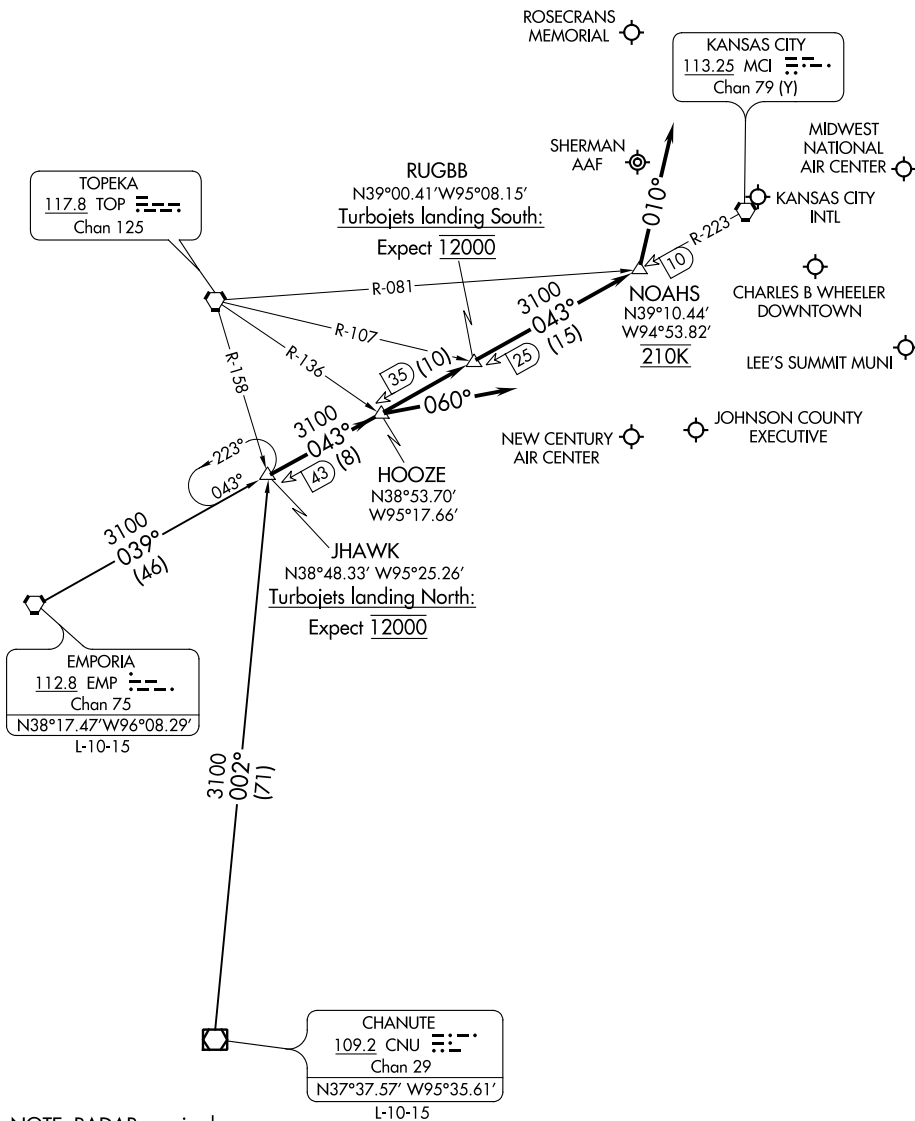 ROSECRANS
MEMORIAL
KANSAS CITY
113.25 MCI
Chan 79 (Y)
MIDWEST
NATIONAL
AIR CENTER
SHERMAN
AAF
RUGBB
N39°00.41'W95°08.15'
Turbojets landing South:
Expect 12000
TOPEKA
117.8 TOP
Chan 125
010°
KANSAS CITY
INTL
R-223
10
R-081
NOAHS
N39°10.44'
W94°53.82'
210K
CHARLES B WHEELER
DOWNTOWN
3100
043°
(15)
R-107
R-136
R-158
35
(10)
25
LEE'S SUMMIT MUNI
060°
3100
043°
(8)
43
JOHNSON COUNTY
EXECUTIVE
NEW CENTURY
AIR CENTER
223°
043°
HOOZE
N38°53.70'
W95°17.66'
3100
039°
(46)
JHAWK
N38°48.33' W95°25.26'
Turbojets landing North:
Expect 12000
EMPORIA
112.8 EMP
Chan 75
N38°17.47'W96°08.29'
L-10-15
3100
002°
(71)
CHANUTE
109.2 CNU
Chan 29
N37°37.57' W95°35.61'
L-10-15